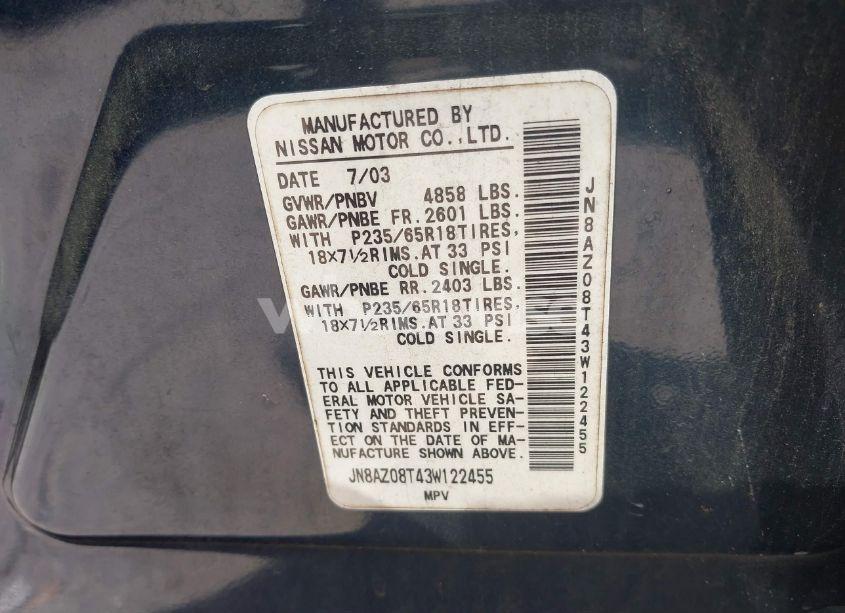 MANUFACTURED BY
NISSAN MOTOR CO.,LTD.
DATE 7/03
GVWR/PNBV 4858 LBS.
GAWR/PNBE FR.2601 LBS.
WITH P235/65R18TIRES,
18X7½RIMS.AT 33 PSI
COLD SINGLE.
GAWR/PNBE RR.2403 LBS.
WITH P235/65R18TIRES,
18X7½RIMS.AT 33 PSI
COLD SINGLE.
THIS VEHICLE CONFORMS
TO ALL APPLICABLE FED-
ERAL MOTOR VEHICLE SA-
FETY AND THEFT PREVEN-
TION STANDARDS IN EFF-
ECT ON THE DATE OF MA-
NUFACTURE SHOWN ABOVE.
JN8AZ08T43W122455
MPV
JN8AZ08T43W122455